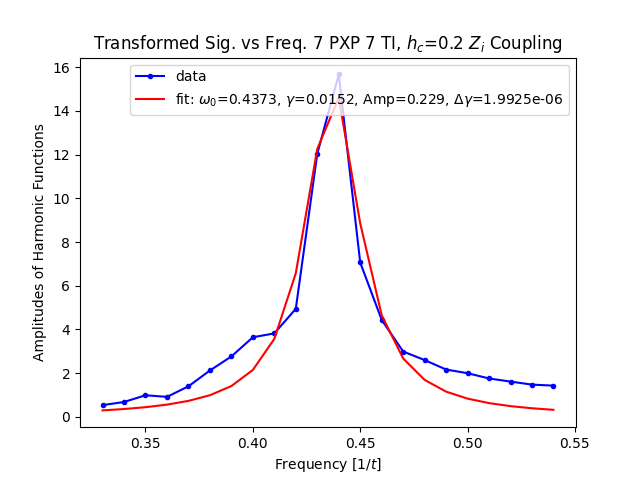 Transformed Sig. vs Freq. 7 PXP 7 TI, $h_c$=0.2 $Z_i$ Coupling
data
fit: $\omega_0$=0.4373, $\gamma$=0.0152, Amp=0.229, $\Delta\gamma$=1.9925e-06
Amplitudes of Harmonic Functions
16
14
12
10
8
6
4
2
0
0.35 0.40 0.45 0.50 0.55
Frequency [1/$t$]